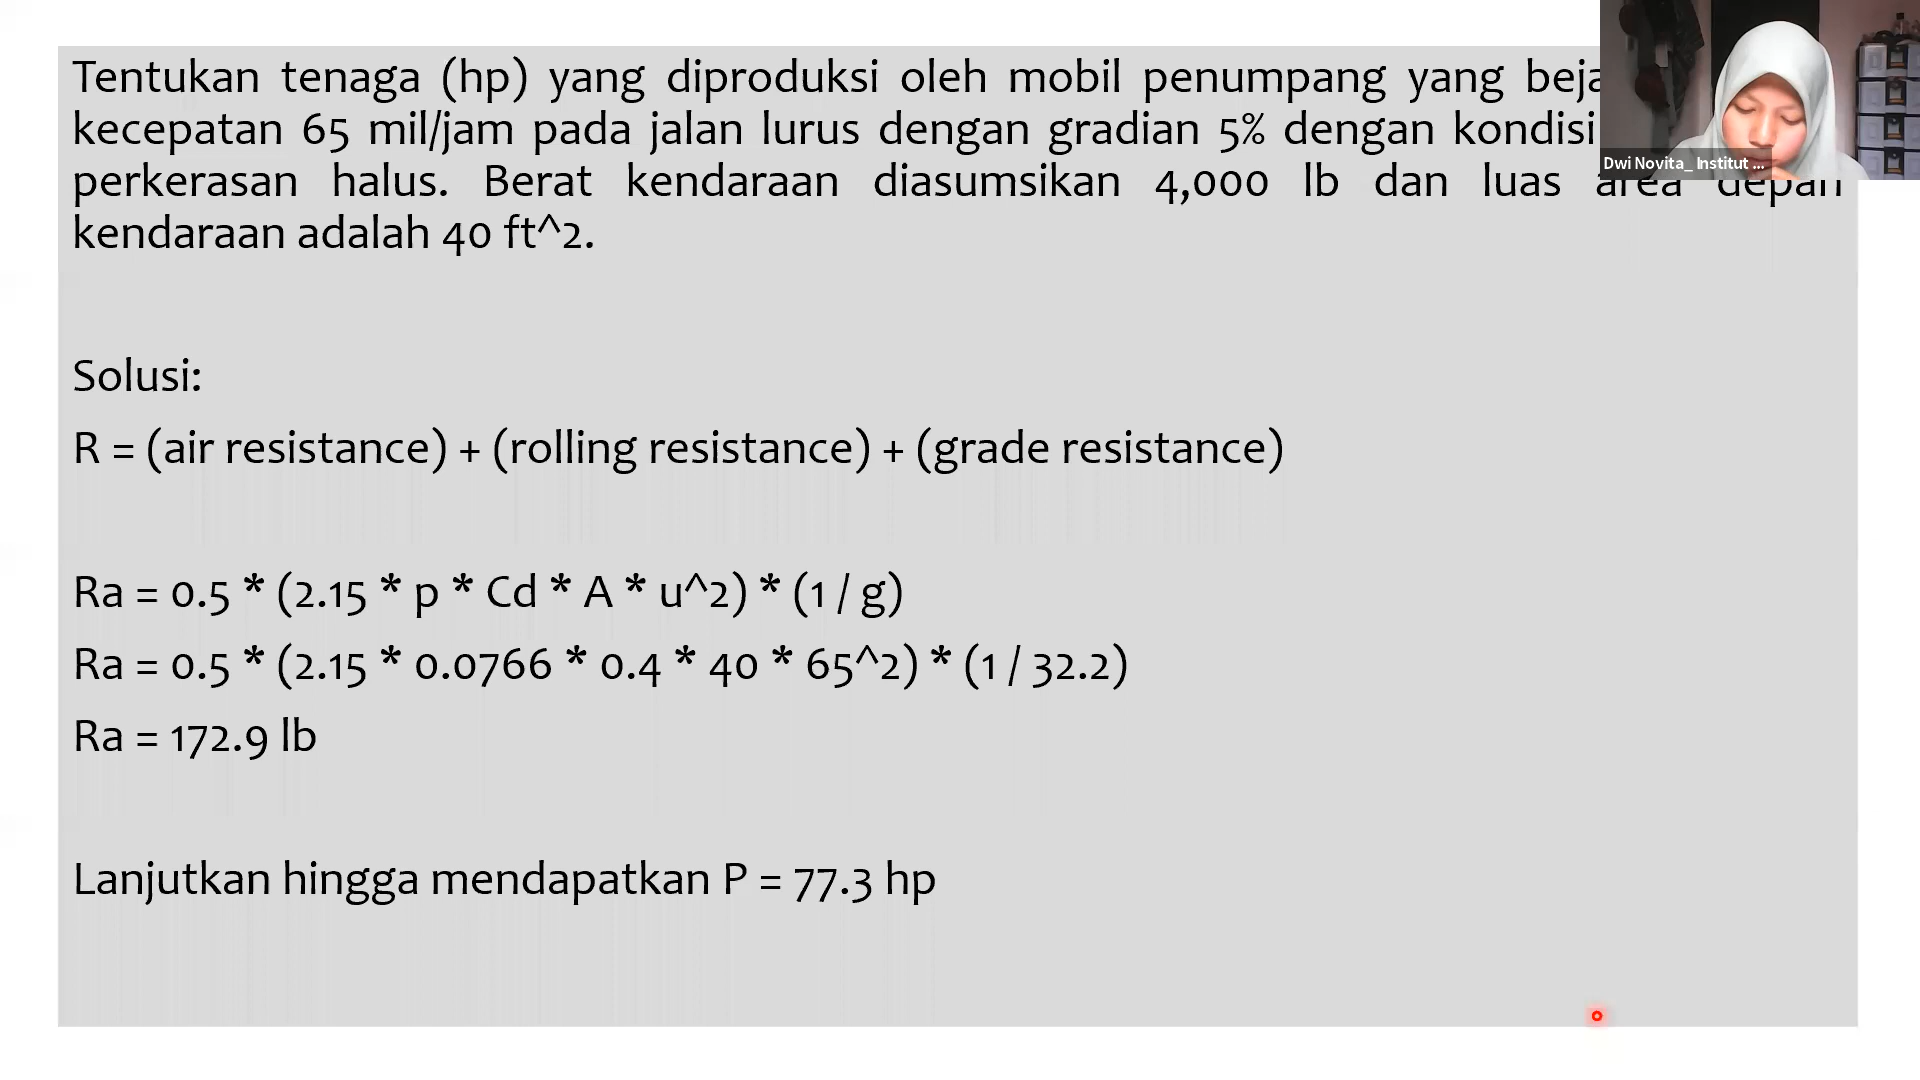 Tentukan tenaga (hp) yang diproduksi oleh mobil penumpang yang
kecepatan 65 mil/jam pada jalan lurus dengan gradian 5% dengan kondisi
perkerasan halus. Berat kendaraan diasumsikan 4,000 lb dan luas area depan
kendaraan adalah 40 ft^2.
Solusi:
R = (air resistance) + (rolling resistance) + (grade resistance)
Ra = 0.5 * (2.15 * p * Cd * A * u^2) * (1 / g)
Ra = 0.5 * (2.15 * 0.0766 * 0.4 * 40 * 65^2) * (1 / 32.2)
Ra = 172.9 lb
Lanjutkan hingga mendapatkan P = 77.3 hp
Dwi Novita_ Institut ...